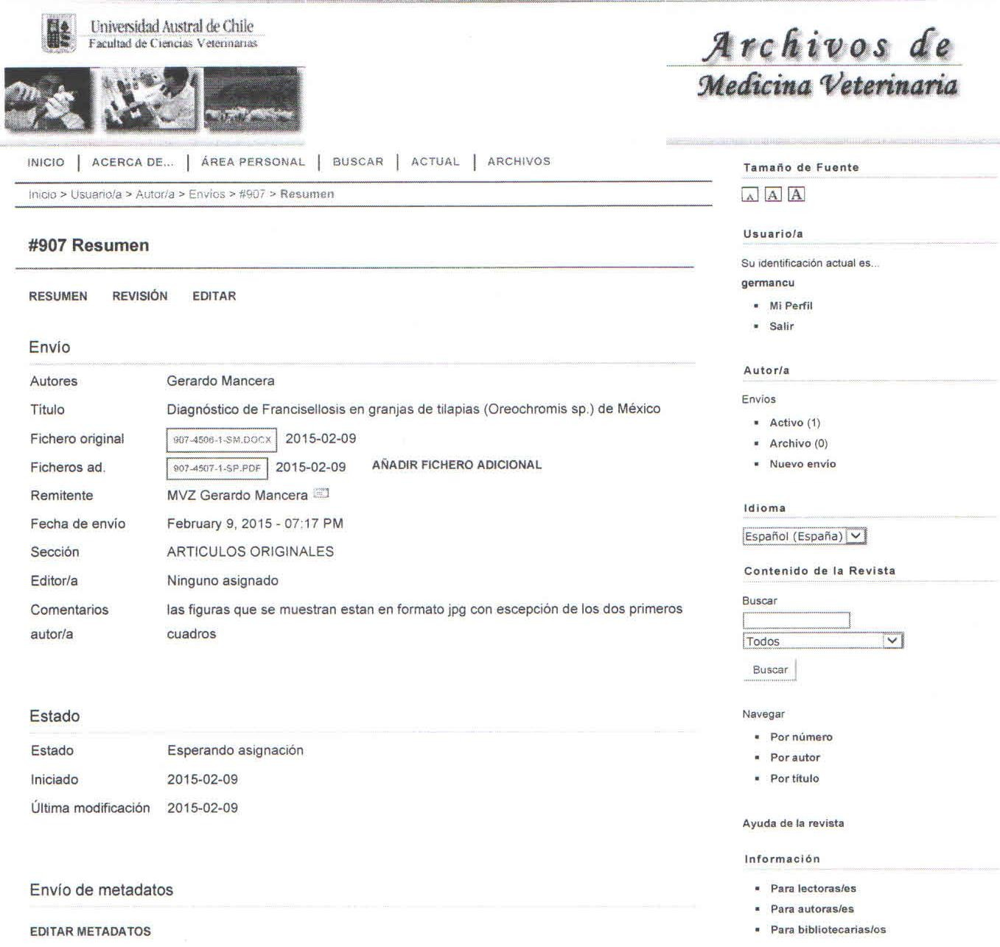 Universidad Austral de Chile
Facultad de Ciencias Veterinarias
Archivos de
Medicina Veterinaria
INICIO | ACERCA DE... | ÁREA PERSONAL | BUSCAR | ACTUAL | ARCHIVOS
Inicio > Usuario/a > Autor/a > Envíos > #907 > Resumen
#907 Resumen
RESUMEN REVISIÓN EDITAR
Envío
Autores Gerardo Mancera
Título Diagnóstico de Francisellosis en granjas de tilapias (Oreochromis sp.) de México
Fichero original 907-4506-1-SM.DOCX 2015-02-09
Ficheros ad. 907-4507-1-SP.PDF 2015-02-09 AÑADIR FICHERO ADICIONAL
Remitente MVZ Gerardo Mancera
Fecha de envío February 9, 2015 - 07:17 PM
Sección ARTICULOS ORIGINALES
Editor/a Ninguno asignado
Comentarios las figuras que se muestran estan en formato jpg con escepción de los dos primeros
autor/a cuadros
Estado
Estado Esperando asignación
Iniciado 2015-02-09
Última modificación 2015-02-09
Envío de metadatos
EDITAR METADATOS
Tamaño de Fuente
A A A
Usuario/a
Su identificación actual es...
germancu
Mi Perfil
Salir
Autor/a
Envíos
Activo (1)
Archivo (0)
Nuevo envío
Idioma
Español (España)
Contenido de la Revista
Buscar
Todos
Buscar
Navegar
Por número
Por autor
Por título
Ayuda de la revista
Información
Para lectoras/es
Para autoras/es
Para bibliotecarias/os